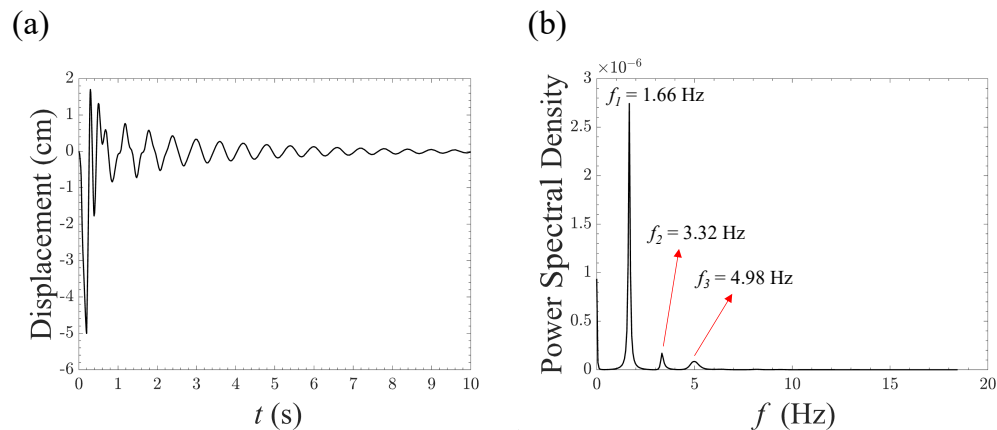 (a)
Displacement (cm)
2
1
0
-1
-2
-3
-4
-5
-6
0 1 2 3 4 5 6 7 8 9 10
t (s)
(b)
Power Spectral Density
×10⁻⁶
3
2.5
2
1.5
1
0.5
0
f₁ = 1.66 Hz
f₂ = 3.32 Hz
f₃ = 4.98 Hz
0 5 10 15 20
f (Hz)